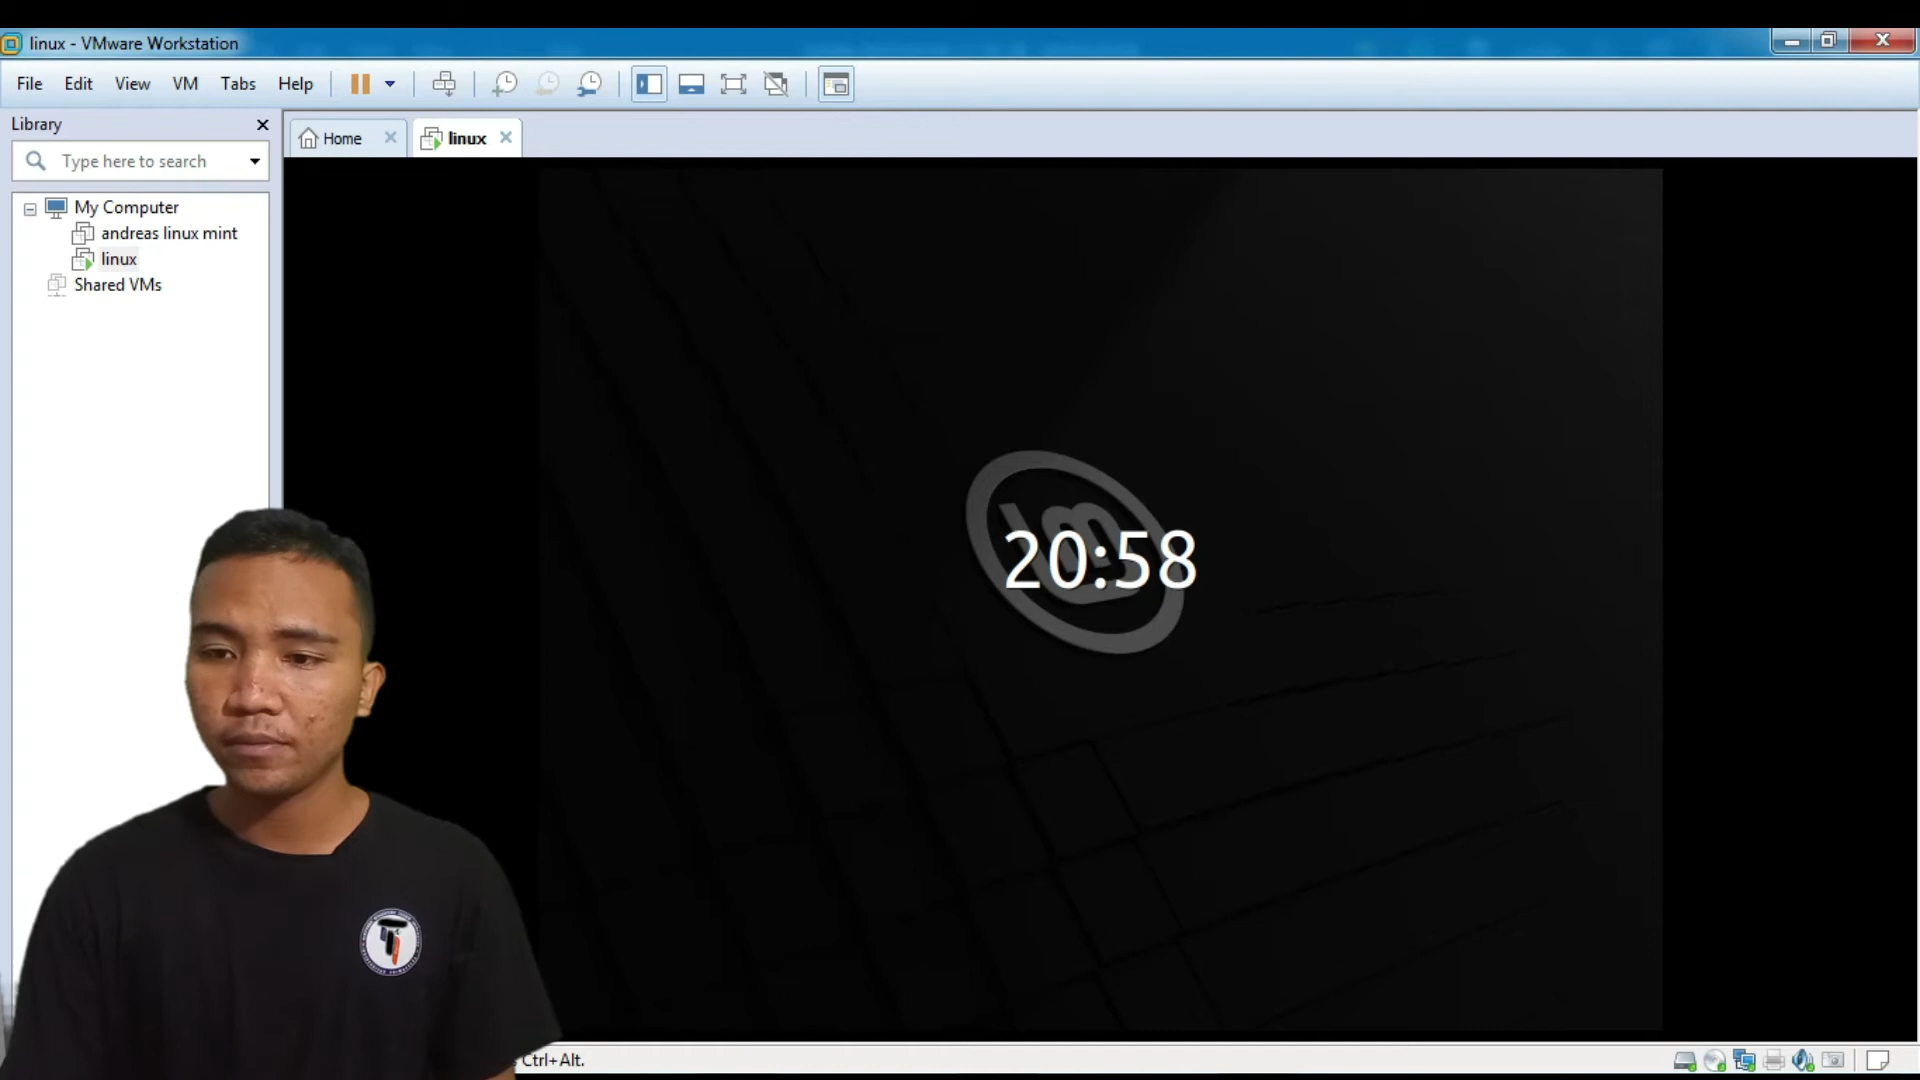 linux - VMware Workstation
File Edit View VM Tabs Help
Library
Home
linux
Type here to search
My Computer
andreas linux mint
linux
Shared VMs
20:58
Ctrl+Alt.